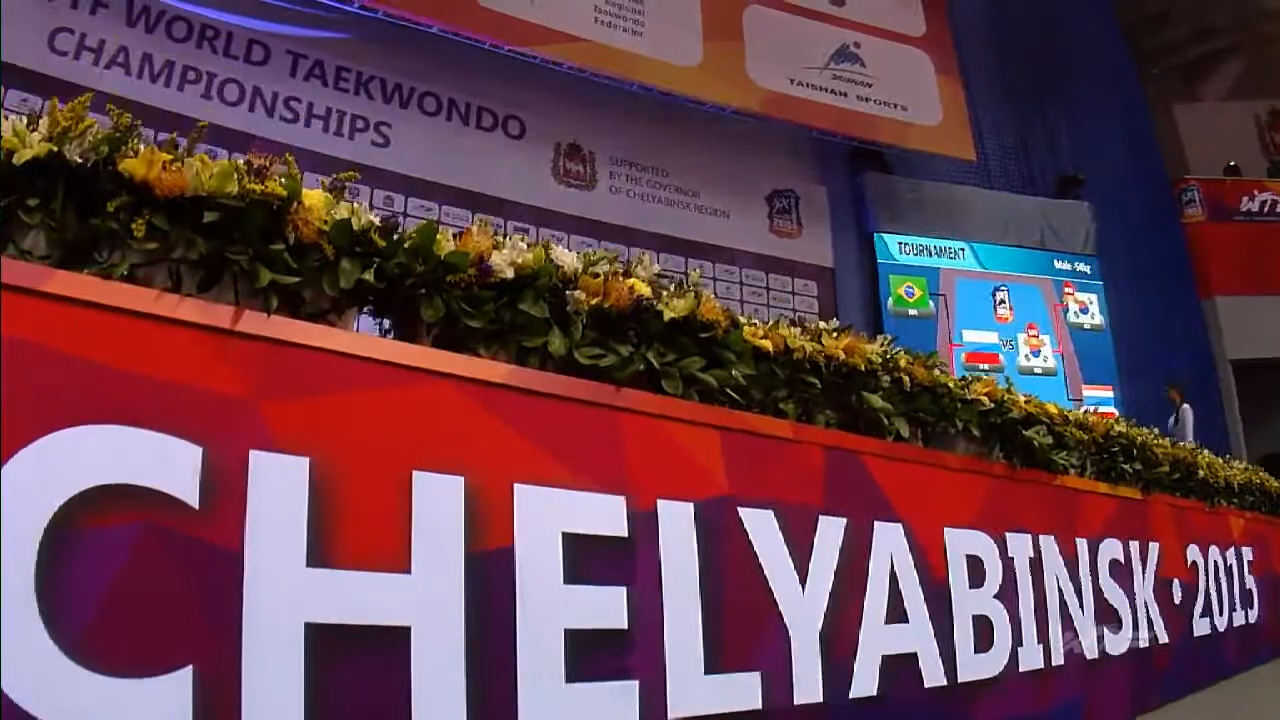 WORLD TAEKWONDO
CHAMPIONSHIPS
Regional
Taekwondo
Federation
TAISHAN SPORTS
SUPPORTED
BY THE GOVERNOR
OF CHELYABINSK REGION
TOURNAMENT
Male -54kg
VS
CHELYABINSK · 2015